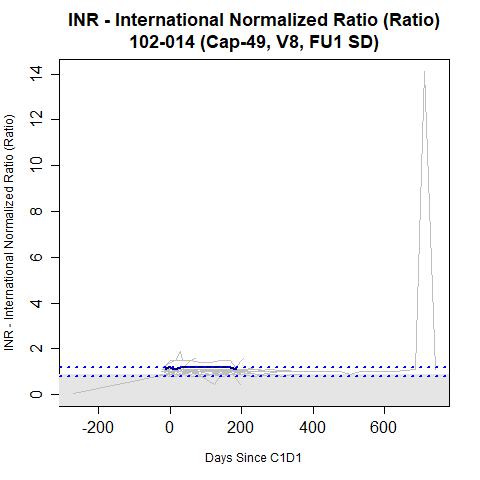 INR - International Normalized Ratio (Ratio)
102-014 (Cap-49, V8, FU1 SD)
INR - International Normalized Ratio (Ratio)
14
12
10
8
6
4
2
0
-200 0 200 400 600
Days Since C1D1